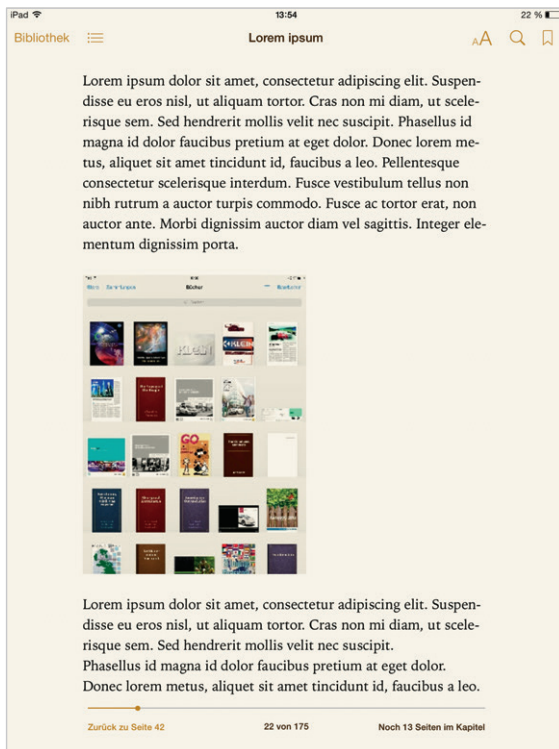 iPad 13:54 22 %
Bibliothek Lorem ipsum AA
Lorem ipsum dolor sit amet, consectetur adipiscing elit. Suspen-
disse eu eros nisl, ut aliquam tortor. Cras non mi diam, ut scele-
risque sem. Sed hendrerit mollis velit nec suscipit. Phasellus id
magna id dolor faucibus pretium at eget dolor. Donec lorem me-
tus, aliquet sit amet tincidunt id, faucibus a leo. Pellentesque
consectetur scelerisque interdum. Fusce vestibulum tellus non
nibh rutrum a auctor turpis commodo. Fusce ac tortor erat, non
auctor ante. Morbi dignissim auctor diam vel sagittis. Integer ele-
mentum dignissim porta.
Bücher
KLEIN
KLEIN
GO
Lorem ipsum dolor sit amet, consectetur adipiscing elit. Suspen-
disse eu eros nisl, ut aliquam tortor. Cras non mi diam, ut scele-
risque sem. Sed hendrerit mollis velit nec suscipit.
Phasellus id magna id dolor faucibus pretium at eget dolor.
Donec lorem metus, aliquet sit amet tincidunt id, faucibus a leo.
Zurück zu Seite 42 22 von 175 Noch 13 Seiten im Kapitel